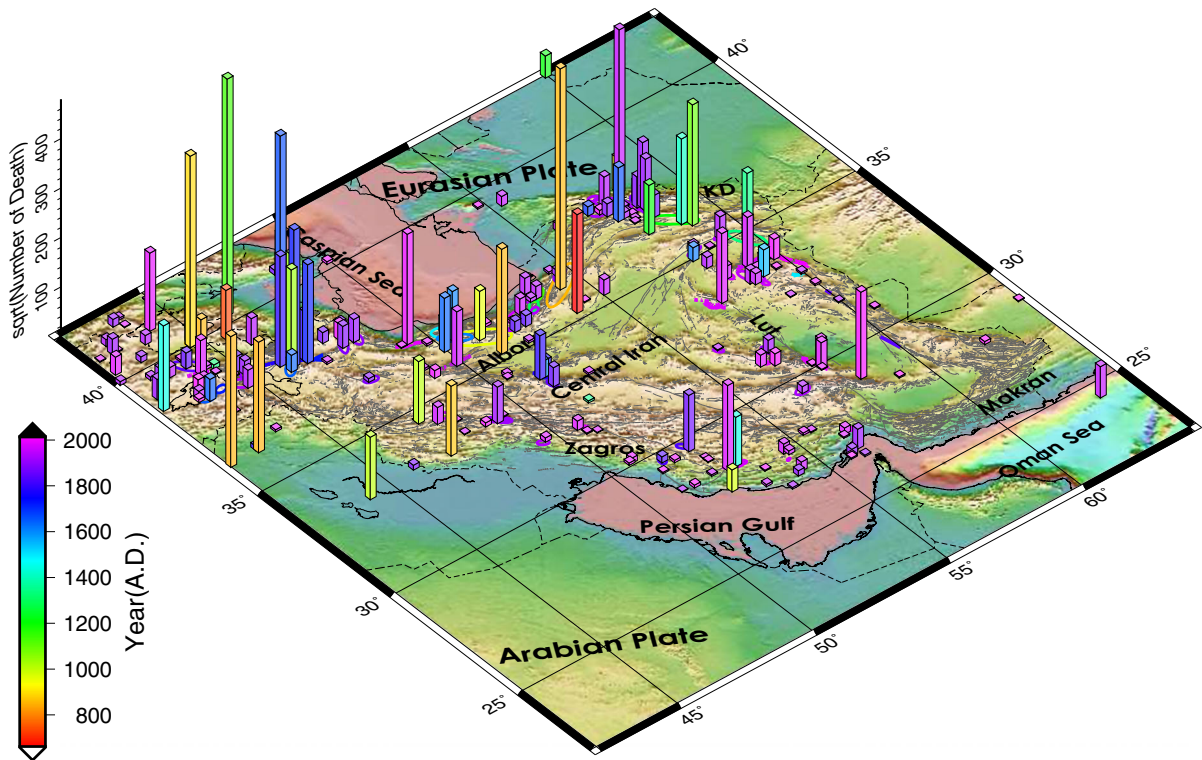 sqrt(Number of Death)
400
300
200
100
Eurasian Plate
aspian Sea
KD
Lut
Albos
Central Iran
Zagros
Makran
Oman Sea
Persian Gulf
Arabian Plate
40°
35°
30°
25°
40°
35°
30°
25°
45°
50°
55°
60°
2000
1800
1600
1400
1200
1000
800
Year(A.D.)